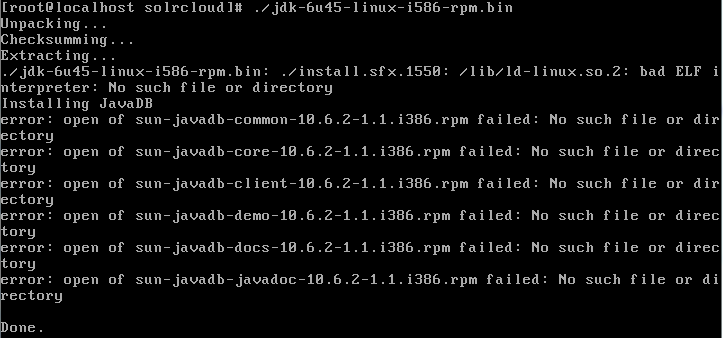 [root@localhost solrcloud]# ./jdk-6u45-linux-i586-rpm.bin
Unpacking...
Checksumming...
Extracting...
./jdk-6u45-linux-i586-rpm.bin: ./install.sfx.1550: /lib/ld-linux.so.2: bad ELF i
nterpreter: No such file or directory
Installing JavaDB
error: open of sun-javadb-common-10.6.2-1.1.i386.rpm failed: No such file or dir
ectory
error: open of sun-javadb-core-10.6.2-1.1.i386.rpm failed: No such file or direc
tory
error: open of sun-javadb-client-10.6.2-1.1.i386.rpm failed: No such file or dir
ectory
error: open of sun-javadb-demo-10.6.2-1.1.i386.rpm failed: No such file or direc
tory
error: open of sun-javadb-docs-10.6.2-1.1.i386.rpm failed: No such file or direc
tory
error: open of sun-javadb-javadoc-10.6.2-1.1.i386.rpm failed: No such file or di
rectory
Done.